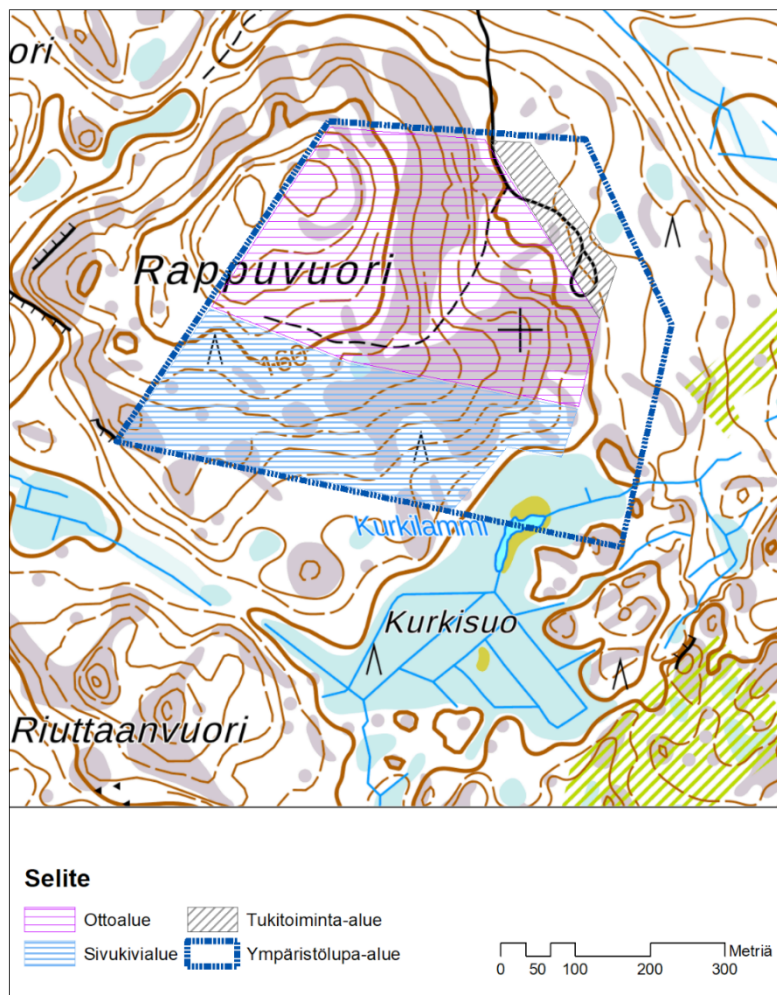 ori
Rappuvuori
160
Kurkilammi
Kurkisuo
Riuttaanvuori
Selite
Ottoalue
Tukitoiminta-alue
Sivukivialue
Ympäristölupa-alue
Metriä
0 50 100 200 300